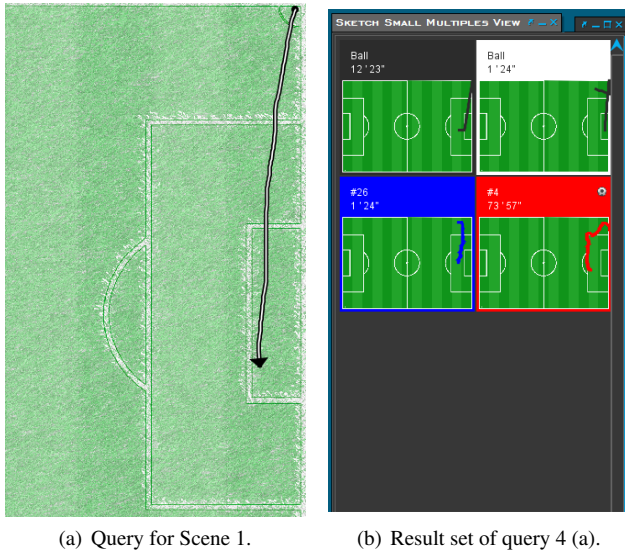 SKETCH SMALL MULTIPLES VIEW
Ball
12 ' 23"
Ball
1 ' 24"
#26
1 ' 24"
#4
73 ' 57"
(a) Query for Scene 1.
(b) Result set of query 4 (a).